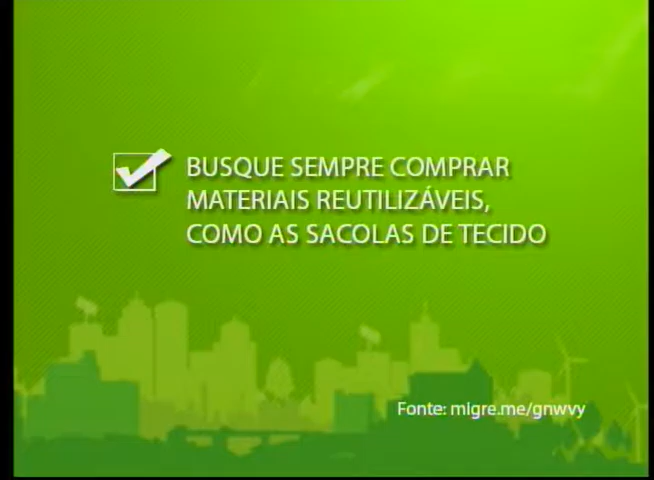 BUSQUE SEMPRE COMPRAR
MATERIAIS REUTILIZÁVEIS,
COMO AS SACOLAS DE TECIDO
Fonte: migre.me/gnwvy